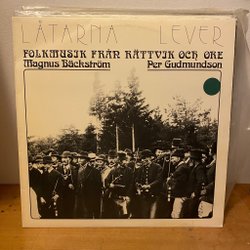 LÅTARNA LEVER
FOLKMUSIK FRÅN RÄTTVIK OCH ORE
Magnus Bäckström Per Gudmundson